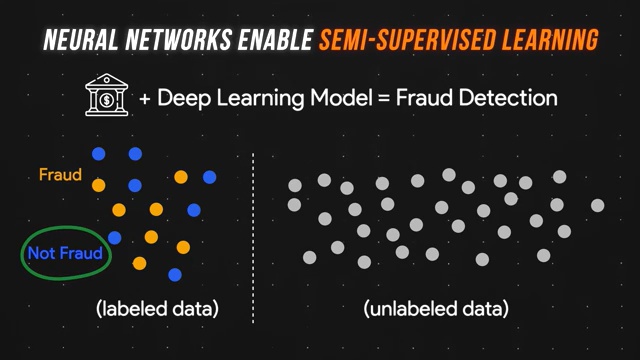 NEURAL NETWORKS ENABLE SEMI-SUPERVISED LEARNING
$ + Deep Learning Model = Fraud Detection
Fraud
Not Fraud
(labeled data)
(unlabeled data)